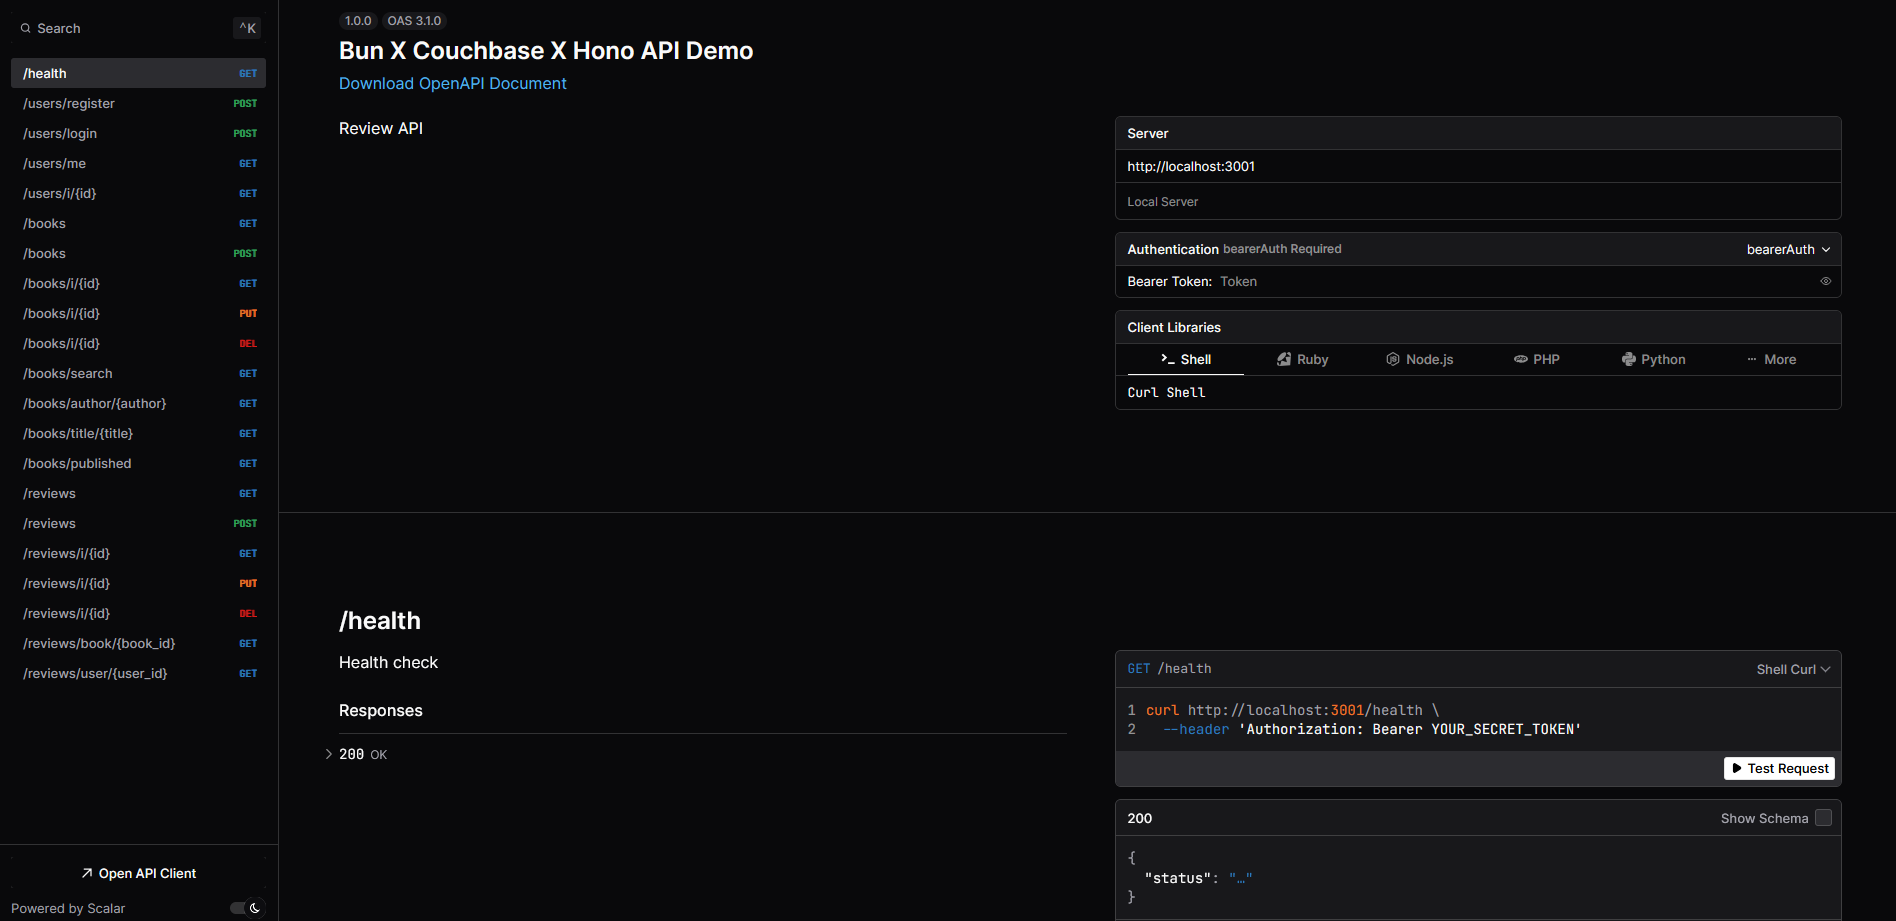 Search ^K
/health GET
/users/register POST
/users/login POST
/users/me GET
/users/i/{id} GET
/books GET
/books POST
/books/i/{id} GET
/books/i/{id} PUT
/books/i/{id} DEL
/books/search GET
/books/author/{author} GET
/books/title/{title} GET
/books/published GET
/reviews GET
/reviews POST
/reviews/i/{id} GET
/reviews/i/{id} PUT
/reviews/i/{id} DEL
/reviews/book/{book_id} GET
/reviews/user/{user_id} GET
Open API Client
Powered by Scalar
1.0.0 OAS 3.1.0
Bun X Couchbase X Hono API Demo
Download OpenAPI Document
Review API
Server
http://localhost:3001
Local Server
Authentication bearerAuth Required bearerAuth
Bearer Token: Token
Client Libraries
Shell Ruby Node.js PHP Python More
Curl Shell
/health
Health check
Responses
200 OK
GET /health Shell Curl
1 curl http://localhost:3001/health \
2 --header 'Authorization: Bearer YOUR_SECRET_TOKEN'
Test Request
200 Show Schema
{
"status": "…"
}